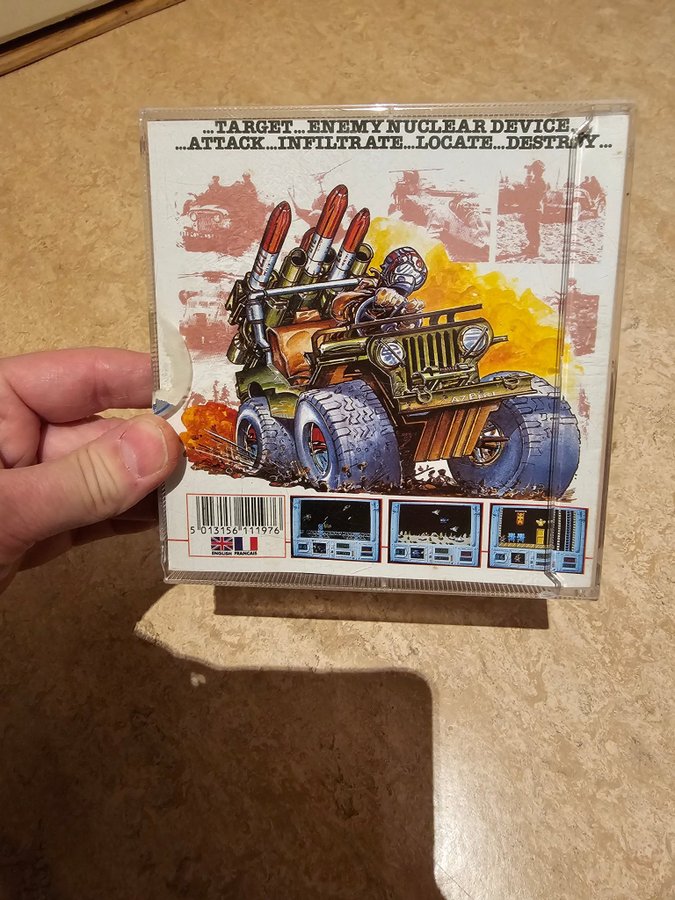 ...TARGET...ENEMY NUCLEAR DEVICE.
...ATTACK...INFILTRATE...LOCATE...DESTROY...
5 013156 111976
ENGLISH FRANCAIS